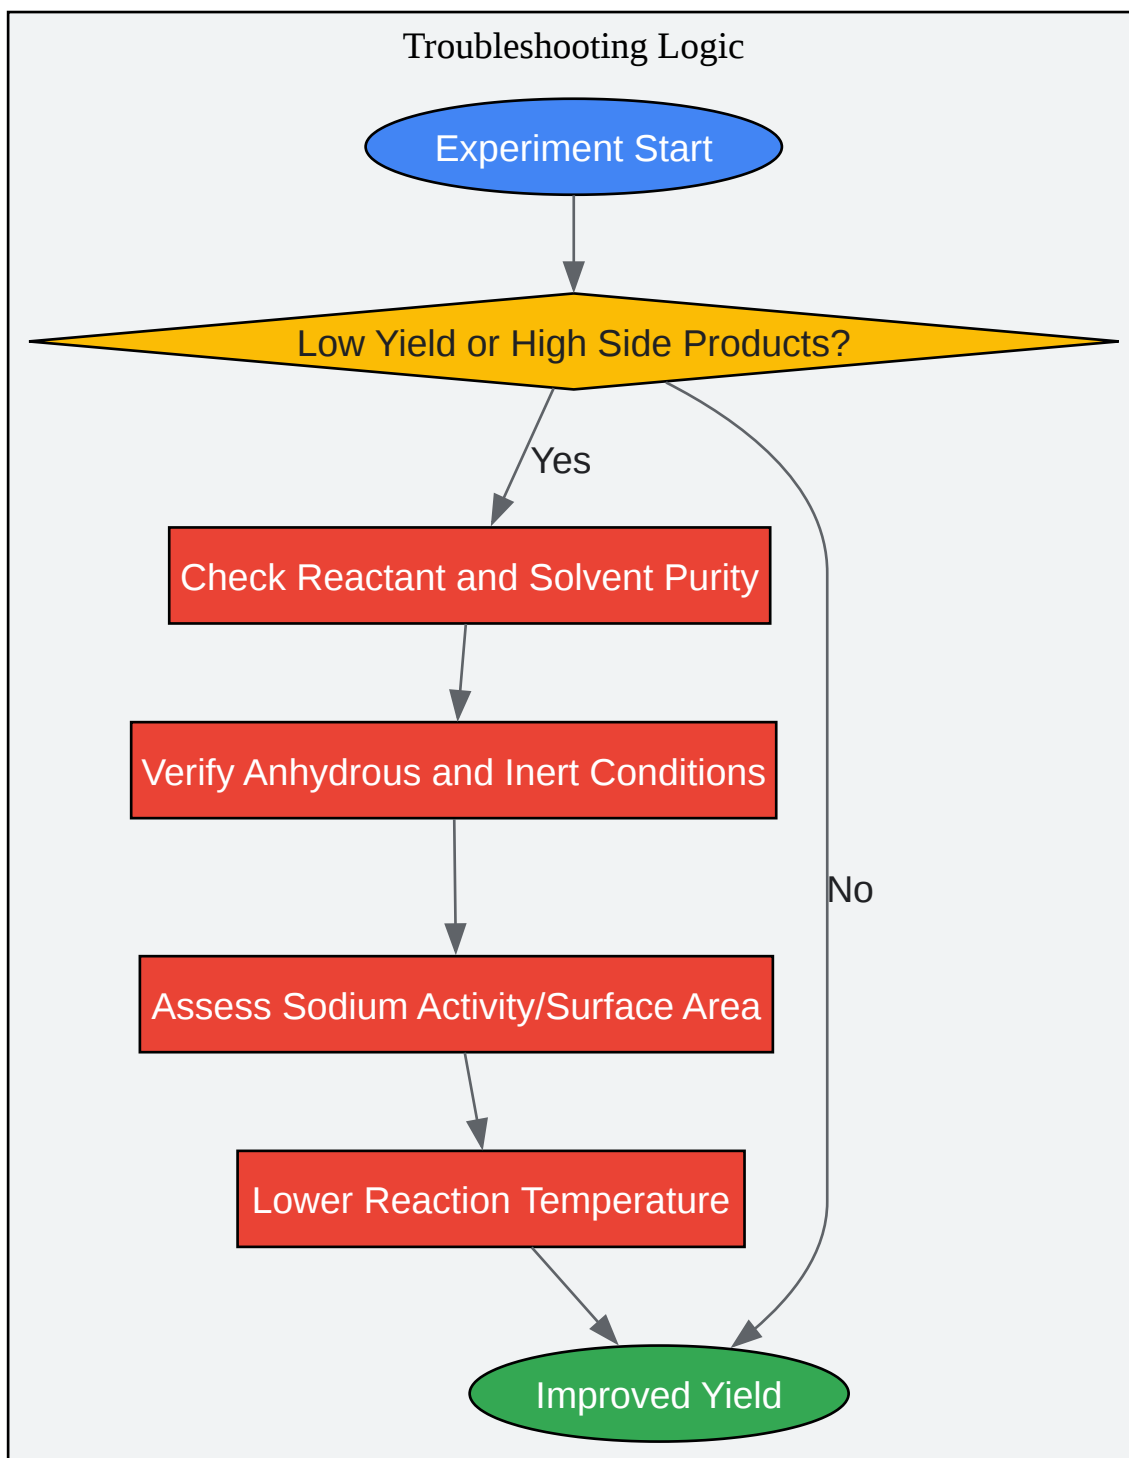 Troubleshooting Logic
Experiment Start
Low Yield or High Side Products?
Yes
Check Reactant and Solvent Purity
Verify Anhydrous and Inert Conditions
No
Assess Sodium Activity/Surface Area
Lower Reaction Temperature
Improved Yield